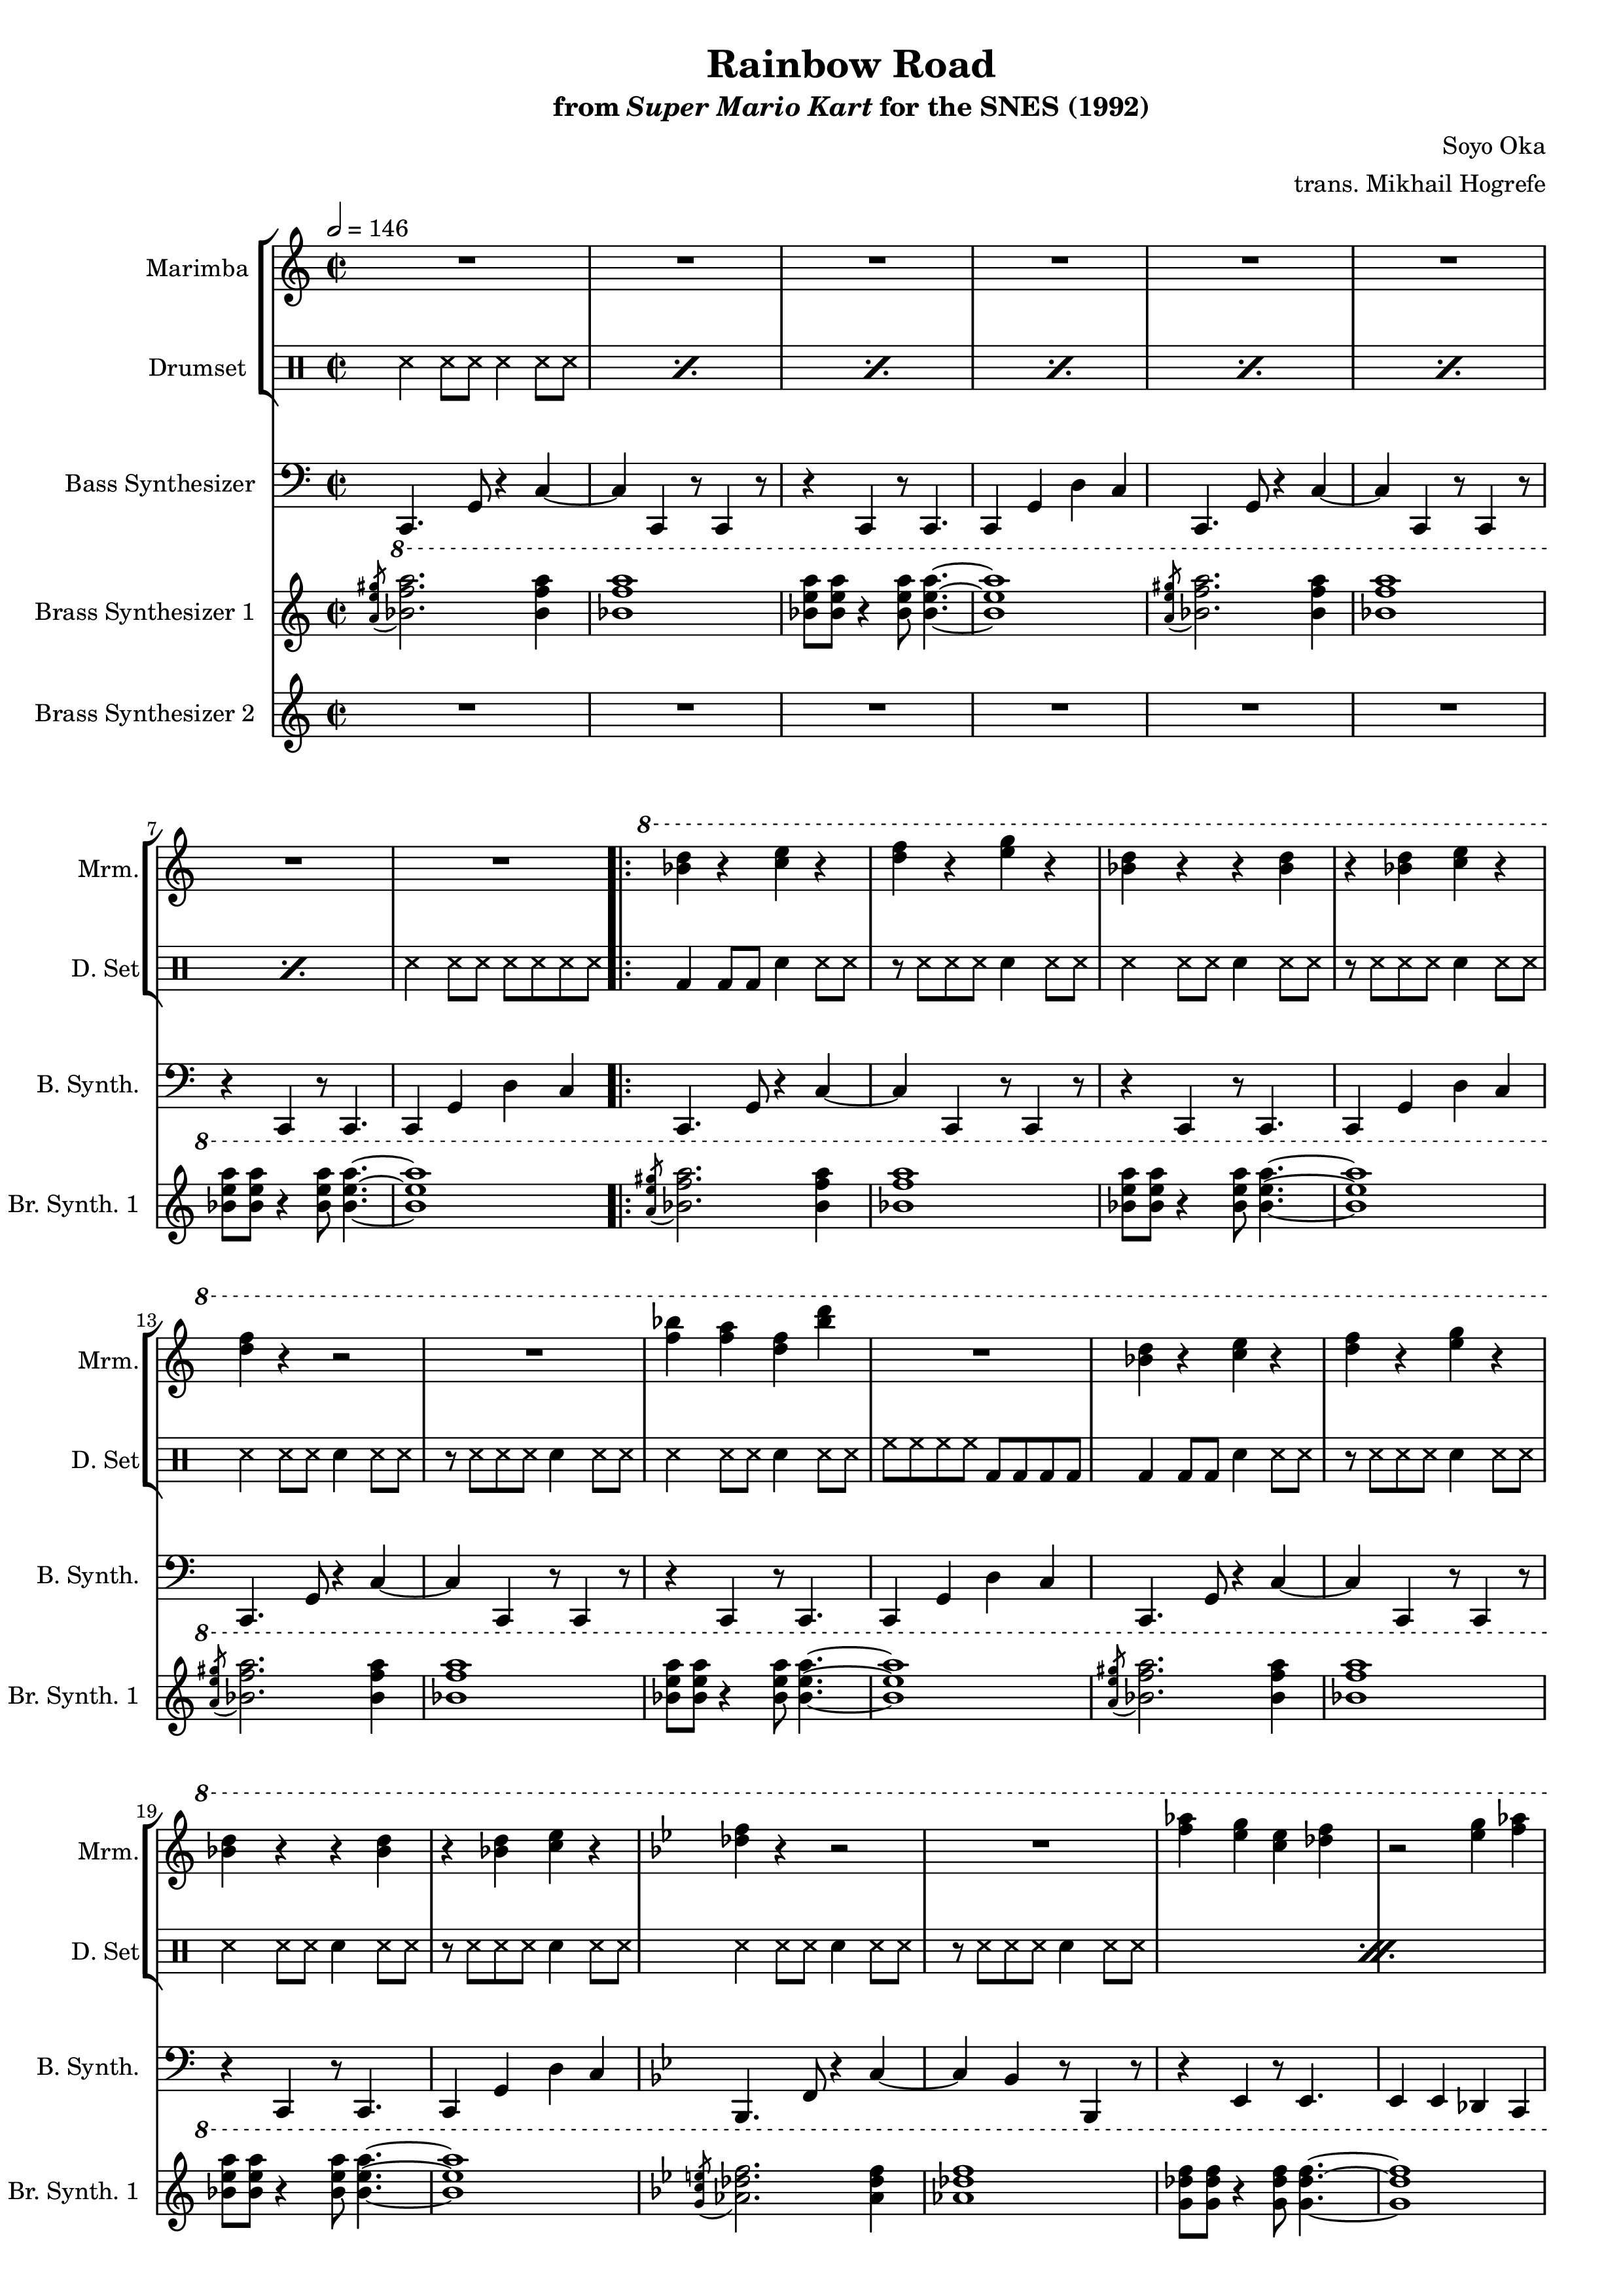 Rainbow Road
from Super Mario Kart for the SNES (1992)
Soyo Oka
trans. Mikhail Hogrefe
= 146
Marimba
Drumset
Bass Synthesizer
8
Brass Synthesizer 1
Brass Synthesizer 2
7
8
Mrm.
D. Set
B. Synth.
8
Br. Synth. 1
8
13
Mrm.
D. Set
B. Synth.
8
Br. Synth. 1
8
19
Mrm.
D. Set
B. Synth.
8
Br. Synth. 1